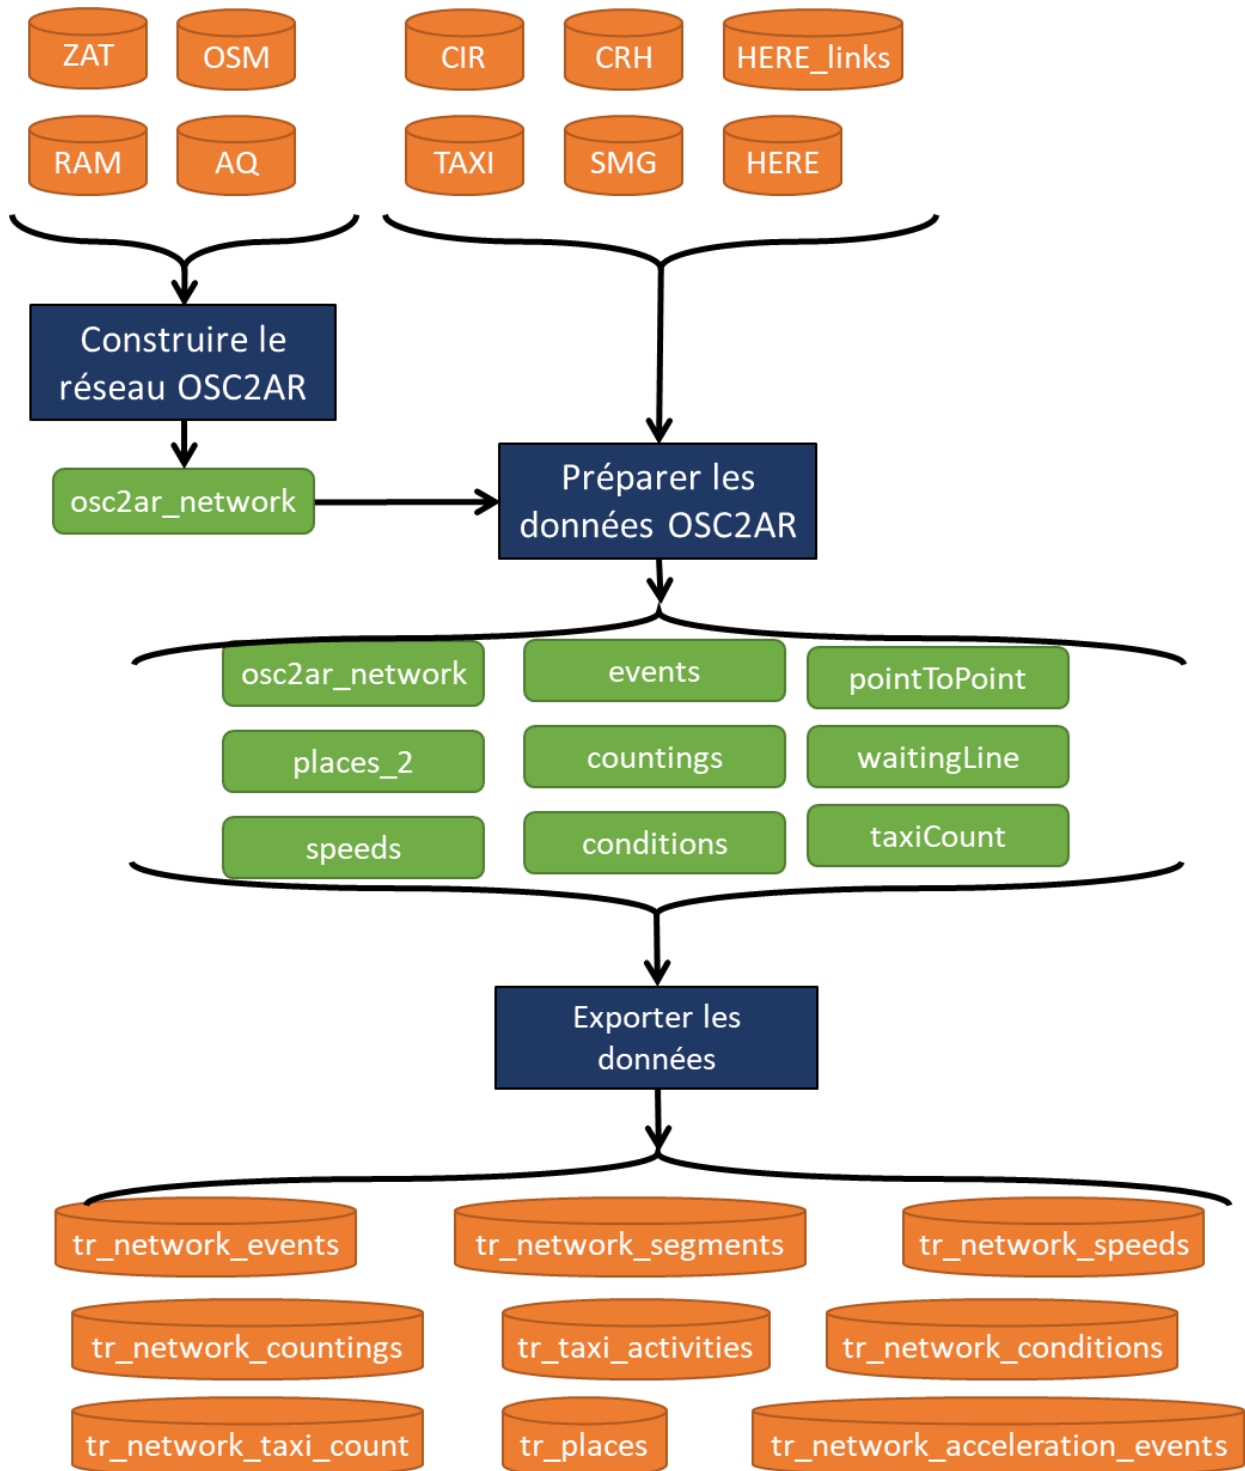 ZAT
OSM
CIR
CRH
HERE_links
RAM
AQ
TAXI
SMG
HERE
Construire le
réseau OSC2AR
osc2ar_network
Préparer les
données OSC2AR
osc2ar_network
events
pointToPoint
places_2
countings
waitingLine
speeds
conditions
taxiCount
Exporter les
données
tr_network_events
tr_network_segments
tr_network_speeds
tr_network_countings
tr_taxi_activities
tr_network_conditions
tr_network_taxi_count
tr_places
tr_network_acceleration_events